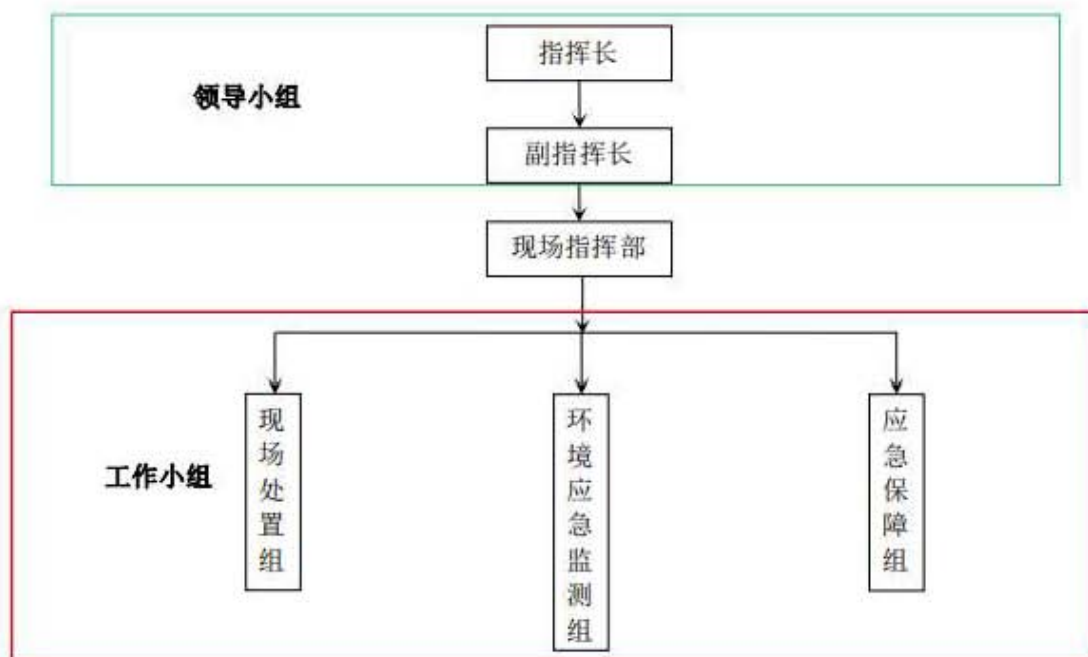 指挥长
领导小组
副指挥长
现场指挥部
工作小组
现场处置组
环境应急监测组
应急保障组